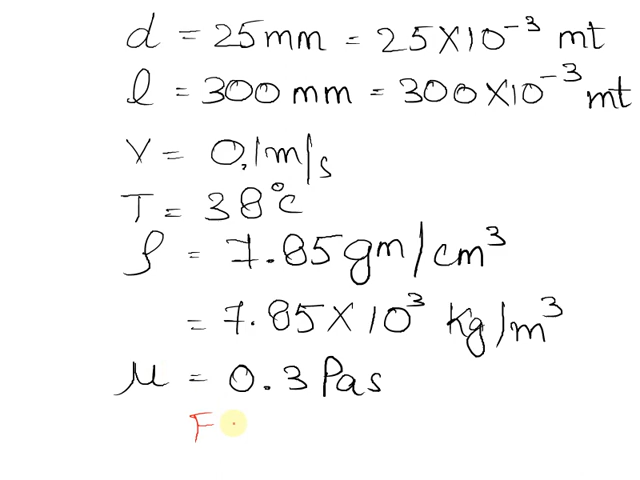 d = 25mm = 25X10⁻³ mt
l = 300 mm = 300X10⁻³ mt
V = 0,1m/s
T = 38°c
ρ = 7.85gm/cm³
= 7.85X10³ Kg/m³
μ = 0.3 Pas
F